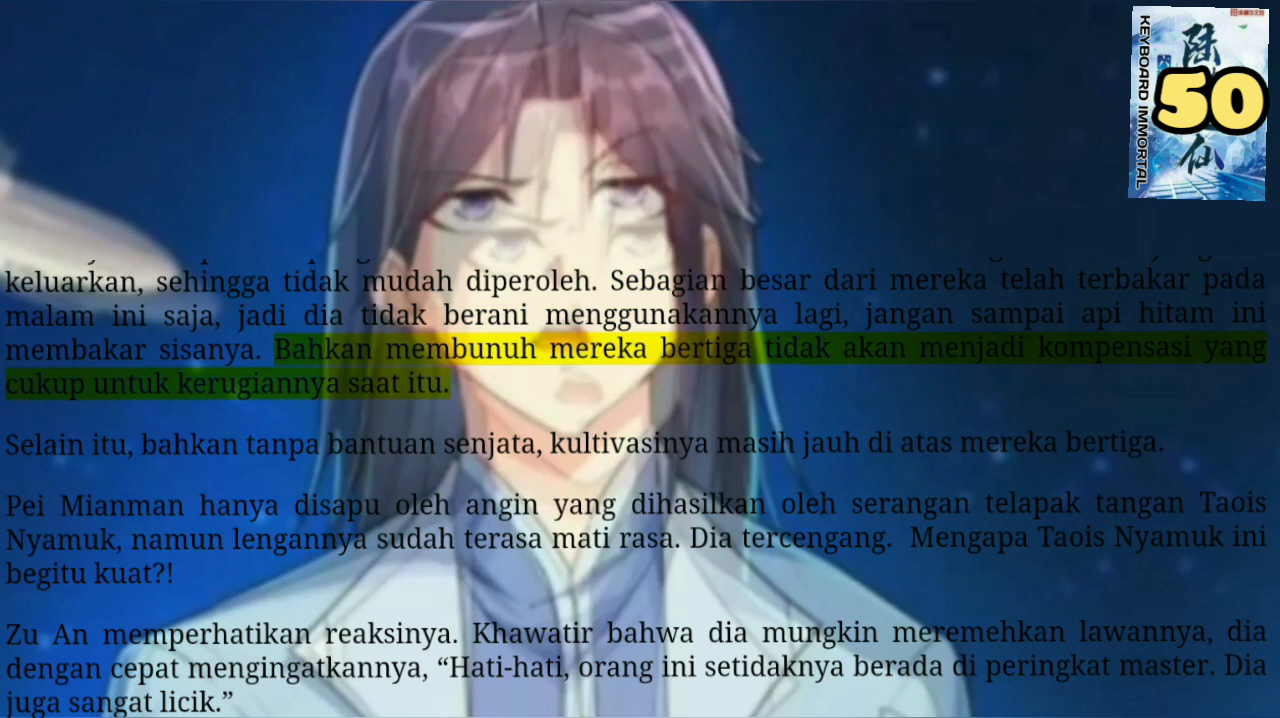 KEYBOARD IMMORTAL
50
仙
keluarkan, sehingga tidak mudah diperoleh. Sebagian besar dari mereka telah terbakar pada
malam ini saja, jadi dia tidak berani menggunakannya lagi, jangan sampai api hitam ini
membakar sisanya. Bahkan membunuh mereka bertiga tidak akan menjadi kompensasi yang
cukup untuk kerugiannya saat itu.
Selain itu, bahkan tanpa bantuan senjata, kultivasinya masih jauh di atas mereka bertiga.
Pei Mianman hanya disapu oleh angin yang dihasilkan oleh serangan telapak tangan Taois
Nyamuk, namun lengannya sudah terasa mati rasa. Dia tercengang. Mengapa Taois Nyamuk ini
begitu kuat?!
Zu An memperhatikan reaksinya. Khawatir bahwa dia mungkin meremehkan lawannya, dia
dengan cepat mengingatkannya, “Hati-hati, orang ini setidaknya berada di peringkat master. Dia
juga sangat licik.”